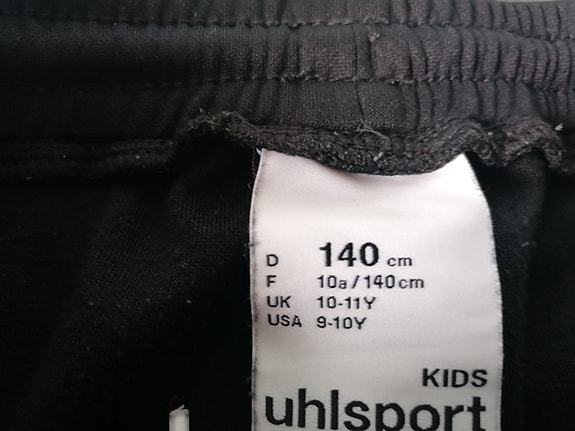 D 140 cm
F 10a/140cm
UK 10-11Y
USA 9-10Y
KIDS
uhlsport